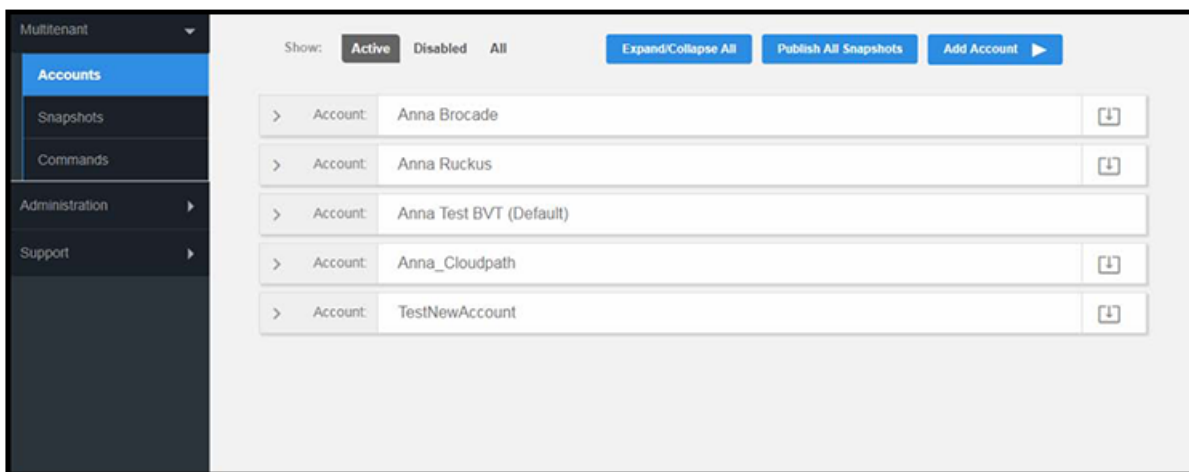 Multitenant
Accounts
Snapshots
Commands
Administration
Support
Show: Active Disabled All Expand/Collapse All Publish All Snapshots Add Account
Account: Anna Brocade
Account: Anna Ruckus
Account: Anna Test BVT (Default)
Account: Anna_Cloudpath
Account: TestNewAccount